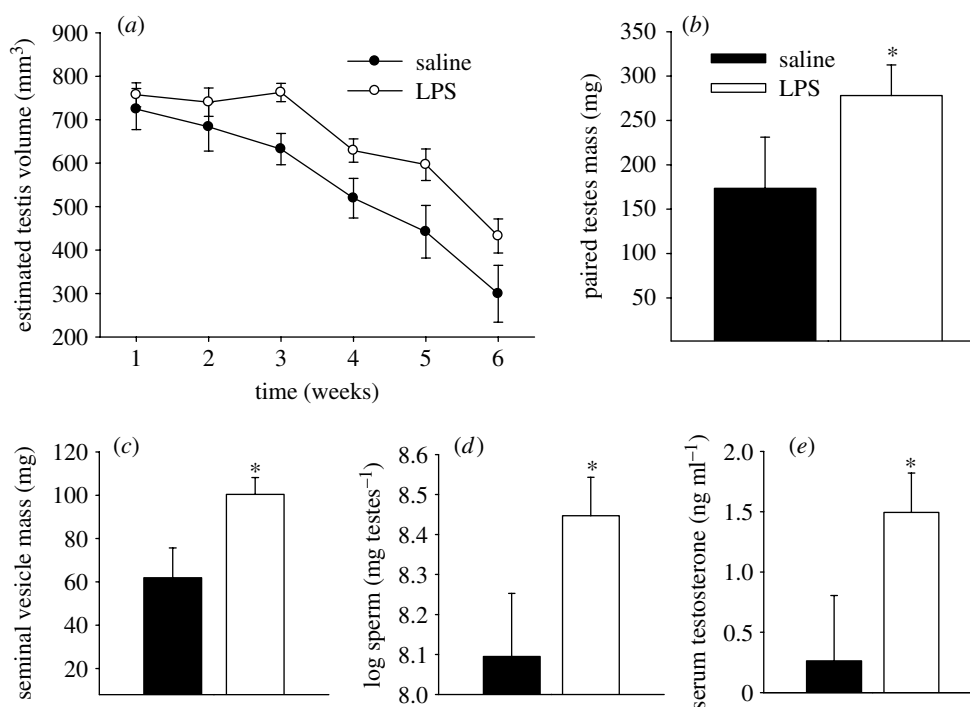 (a)
saline
LPS
estimated testis volume (mm³)
900
800
700
600
500
400
300
200
1 2 3 4 5 6
time (weeks)
(b)
saline
LPS
*
paired testes mass (mg)
350
300
250
200
150
100
50
(c)
*
seminal vesicle mass (mg)
120
100
80
60
40
20
(d)
*
log sperm (mg testes⁻¹)
8.6
8.5
8.4
8.3
8.2
8.1
8.0
(e)
*
serum testosterone (ng ml⁻¹)
2.0
1.5
1.0
0.5
0